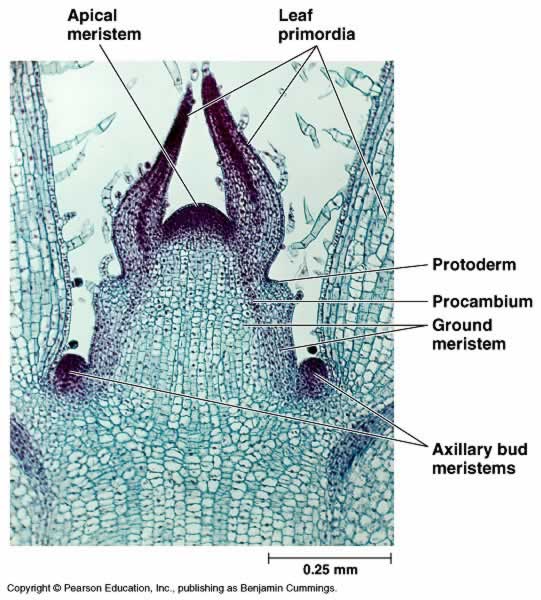 Apical
meristem
Leaf
primordia
Protoderm
Procambium
Ground
meristem
Axillary bud
meristems
0.25 mm
Copyright © Pearson Education, Inc., publishing as Benjamin Cummings.